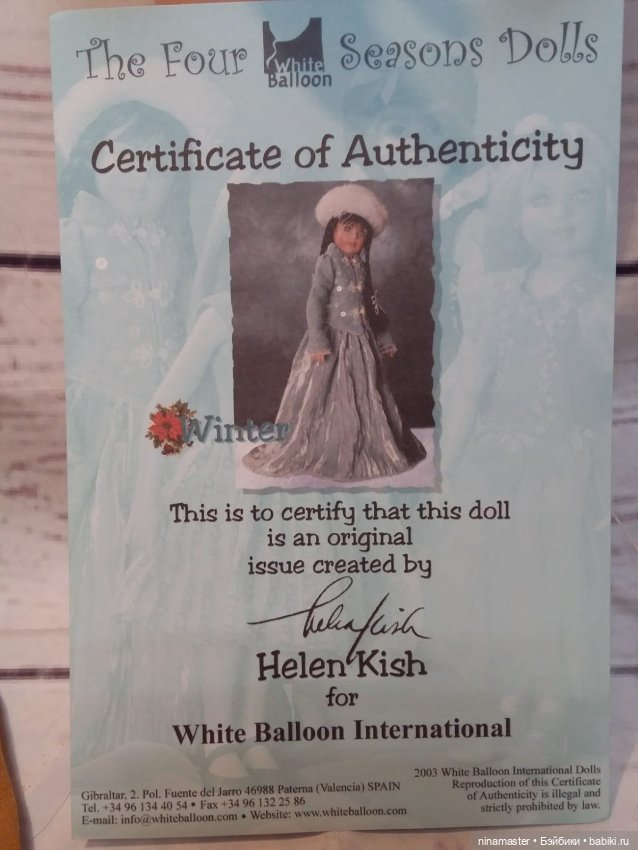 The Four White Balloon Seasons Dolls
Certificate of Authenticity
Winter
This is to certify that this doll
is an original
issue created by
Helen Kish
Helen Kish
for
White Balloon International
Gibraltar, 2. Pol. Fuente del Jarro 46988 Paterna (Valencia) SPAIN
Tel. +34 96 134 40 54 • Fax +34 96 132 25 86
E-mail: info@whiteballoon.com • Website: www.whiteballoon.com
2003 White Balloon International Dolls
Reproduction of this Certificate
of Authenticity is illegal and
strictly prohibited by law.
ninamaster • Бэйбики • babiki.ru